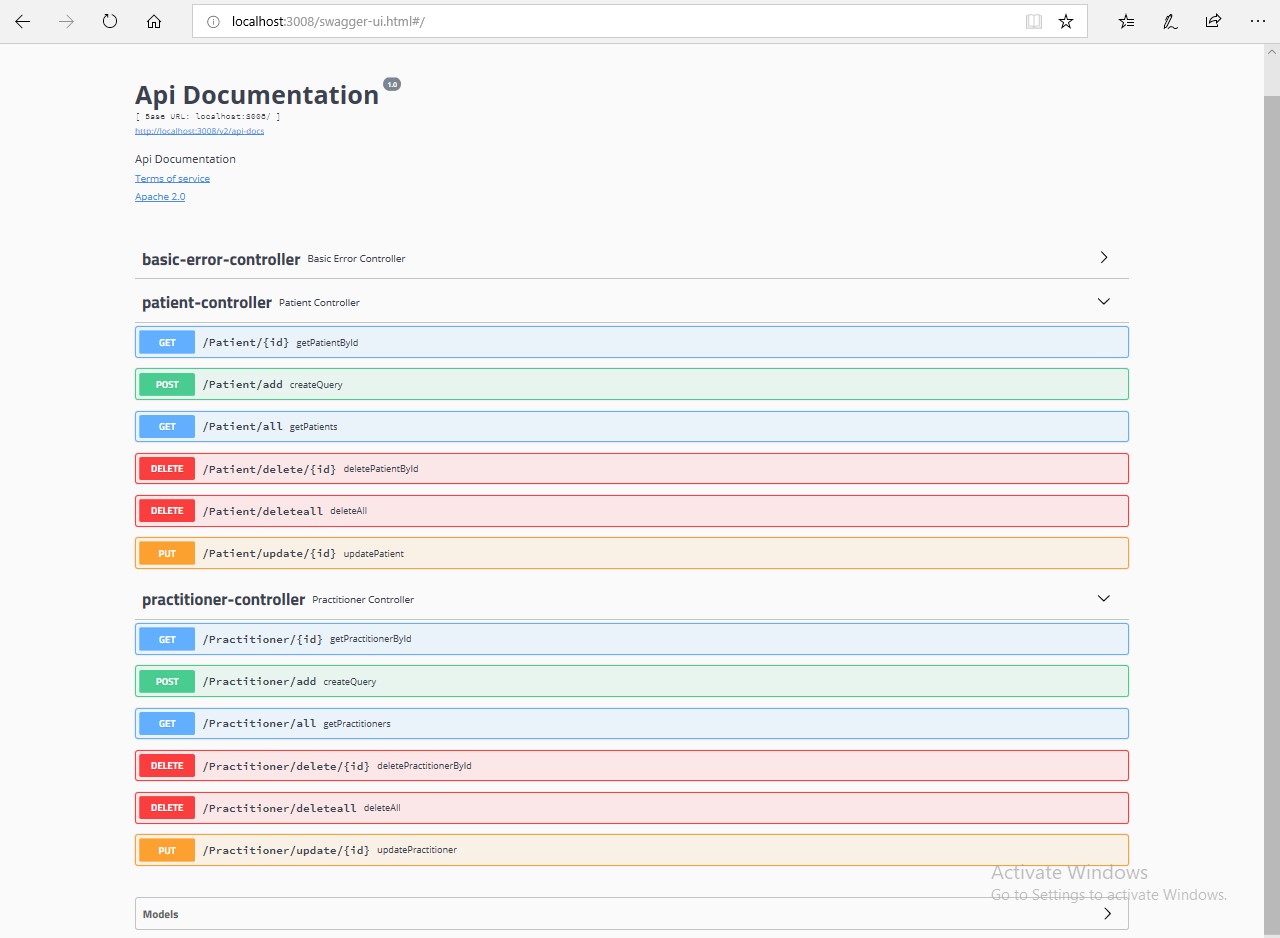 localhost:3008/swagger-ui.html#/
Api Documentation 1.0
[ Base URL: localhost:3008/ ]
http://localhost:3008/v2/api-docs
Api Documentation
Terms of service
Apache 2.0
basic-error-controller Basic Error Controller
patient-controller Patient Controller
GET /Patient/{id} getPatientById
POST /Patient/add createQuery
GET /Patient/all getPatients
DELETE /Patient/delete/{id} deletePatientById
DELETE /Patient/deleteall deleteAll
PUT /Patient/update/{id} updatePatient
practitioner-controller Practitioner Controller
GET /Practitioner/{id} getPractitionerById
POST /Practitioner/add createQuery
GET /Practitioner/all getPractitioners
DELETE /Practitioner/delete/{id} deletePractitionerById
DELETE /Practitioner/deleteall deleteAll
PUT /Practitioner/update/{id} updatePractitioner
Activate Windows
Go to Settings to activate Windows.
Models